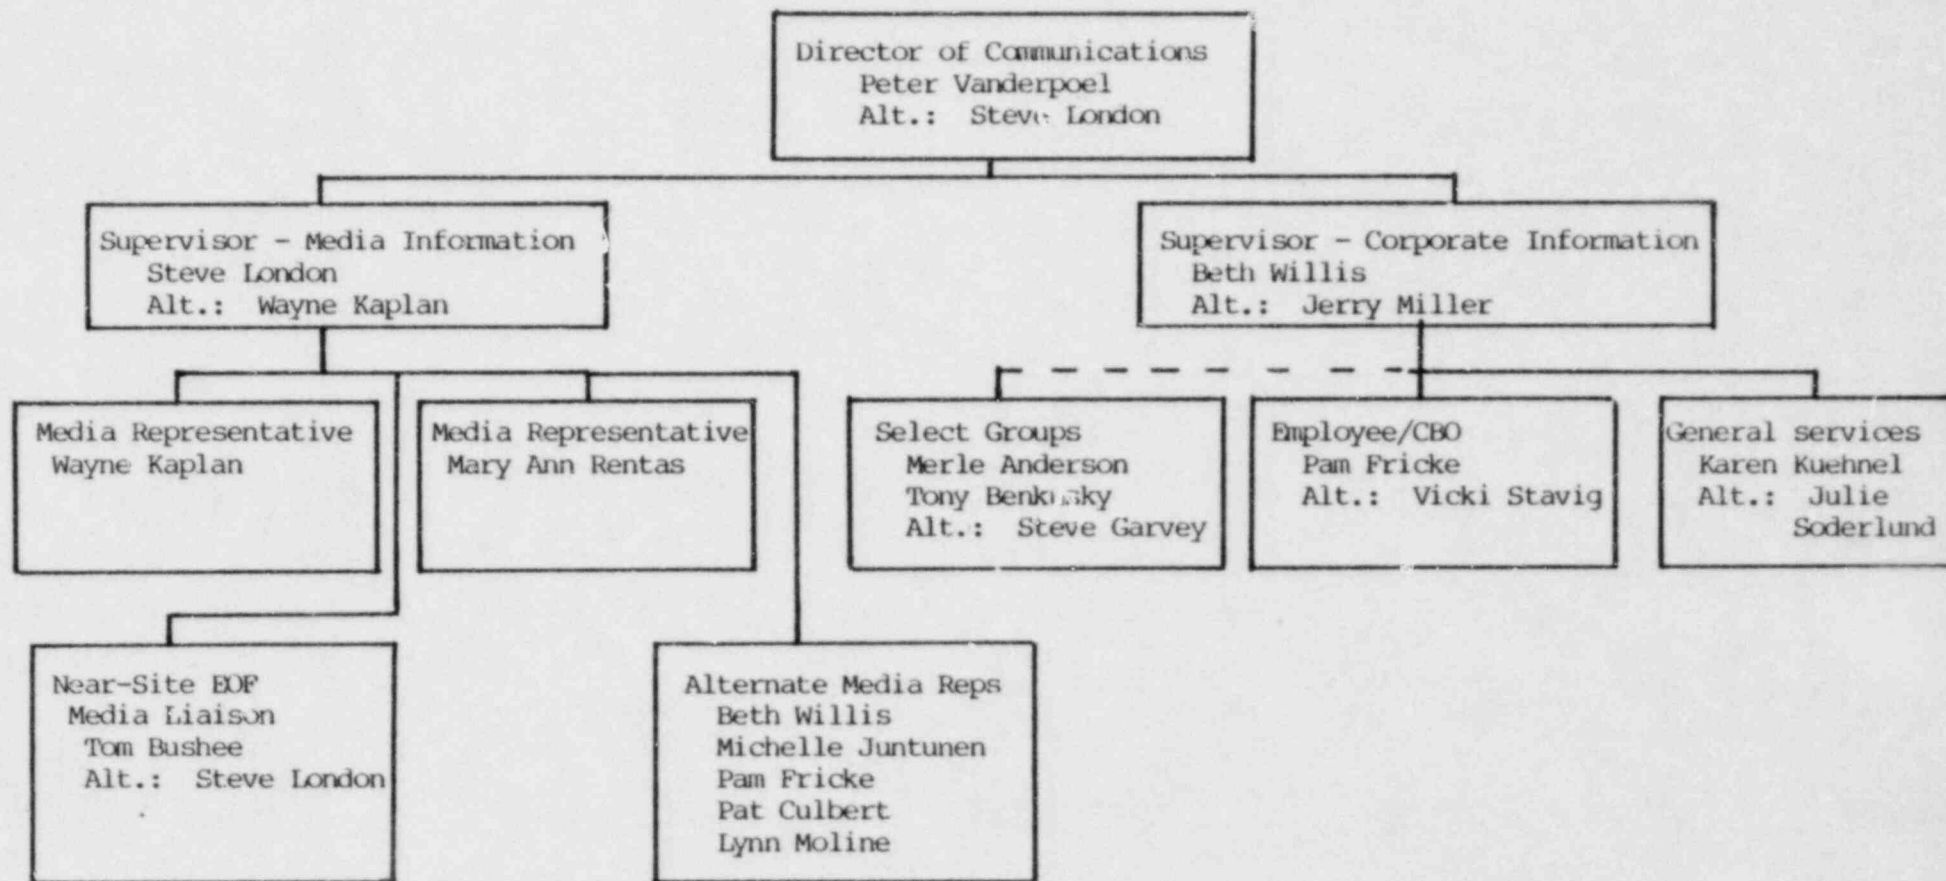 Director of Communications
Peter Vanderpoel
Alt.: Steve London
Supervisor - Media Information
Steve London
Alt.: Wayne Kaplan
Supervisor - Corporate Information
Beth Willis
Alt.: Jerry Miller
Media Representative
Wayne Kaplan
Media Representative
Mary Ann Rentas
Select Groups
Merle Anderson
Tony
Alt.: Steve Garvey
Employee/CBO
Pam Fricke
Alt.: Vicki Stavig
General services
Karen Kuehnel
Alt.: Julie
Soderlund
Near-Site EOF
Media Liaison
Tom Bushee
Alt.: Steve London
Alternate Media Reps
Beth Willis
Michelle Juntunen
Pam Fricke
Pat Culbert
Lynn Moline